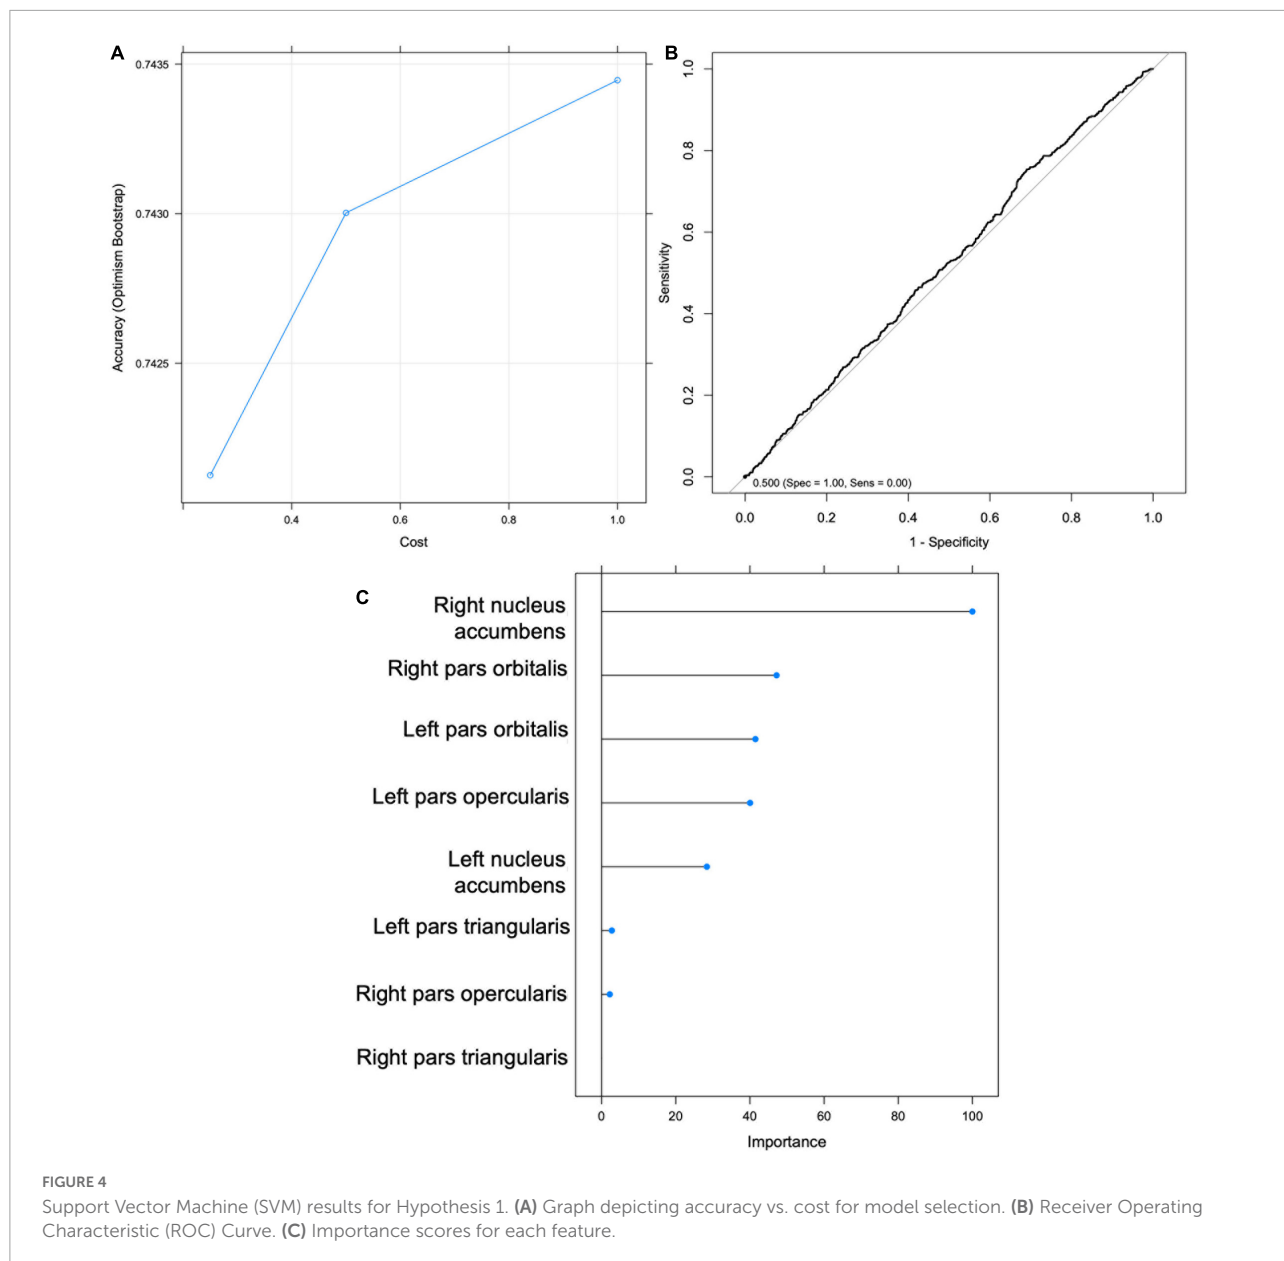 A
0.7435
0.7430
0.7425
Accuracy (Optimism Bootstrap)
0.4 0.6 0.8 1.0
Cost
B
1.0
0.8
0.6
0.4
0.2
0.0
Sensitivity
0.500 (Spec = 1.00, Sens = 0.00)
0.0 0.2 0.4 0.6 0.8 1.0
1 - Specificity
C
Right nucleus
accumbens
Right pars orbitalis
Left pars orbitalis
Left pars opercularis
Left nucleus
accumbens
Left pars triangularis
Right pars opercularis
Right pars triangularis
0 20 40 60 80 100
Importance
FIGURE 4
Support Vector Machine (SVM) results for Hypothesis 1. (A) Graph depicting accuracy vs. cost for model selection. (B) Receiver Operating
Characteristic (ROC) Curve. (C) Importance scores for each feature.